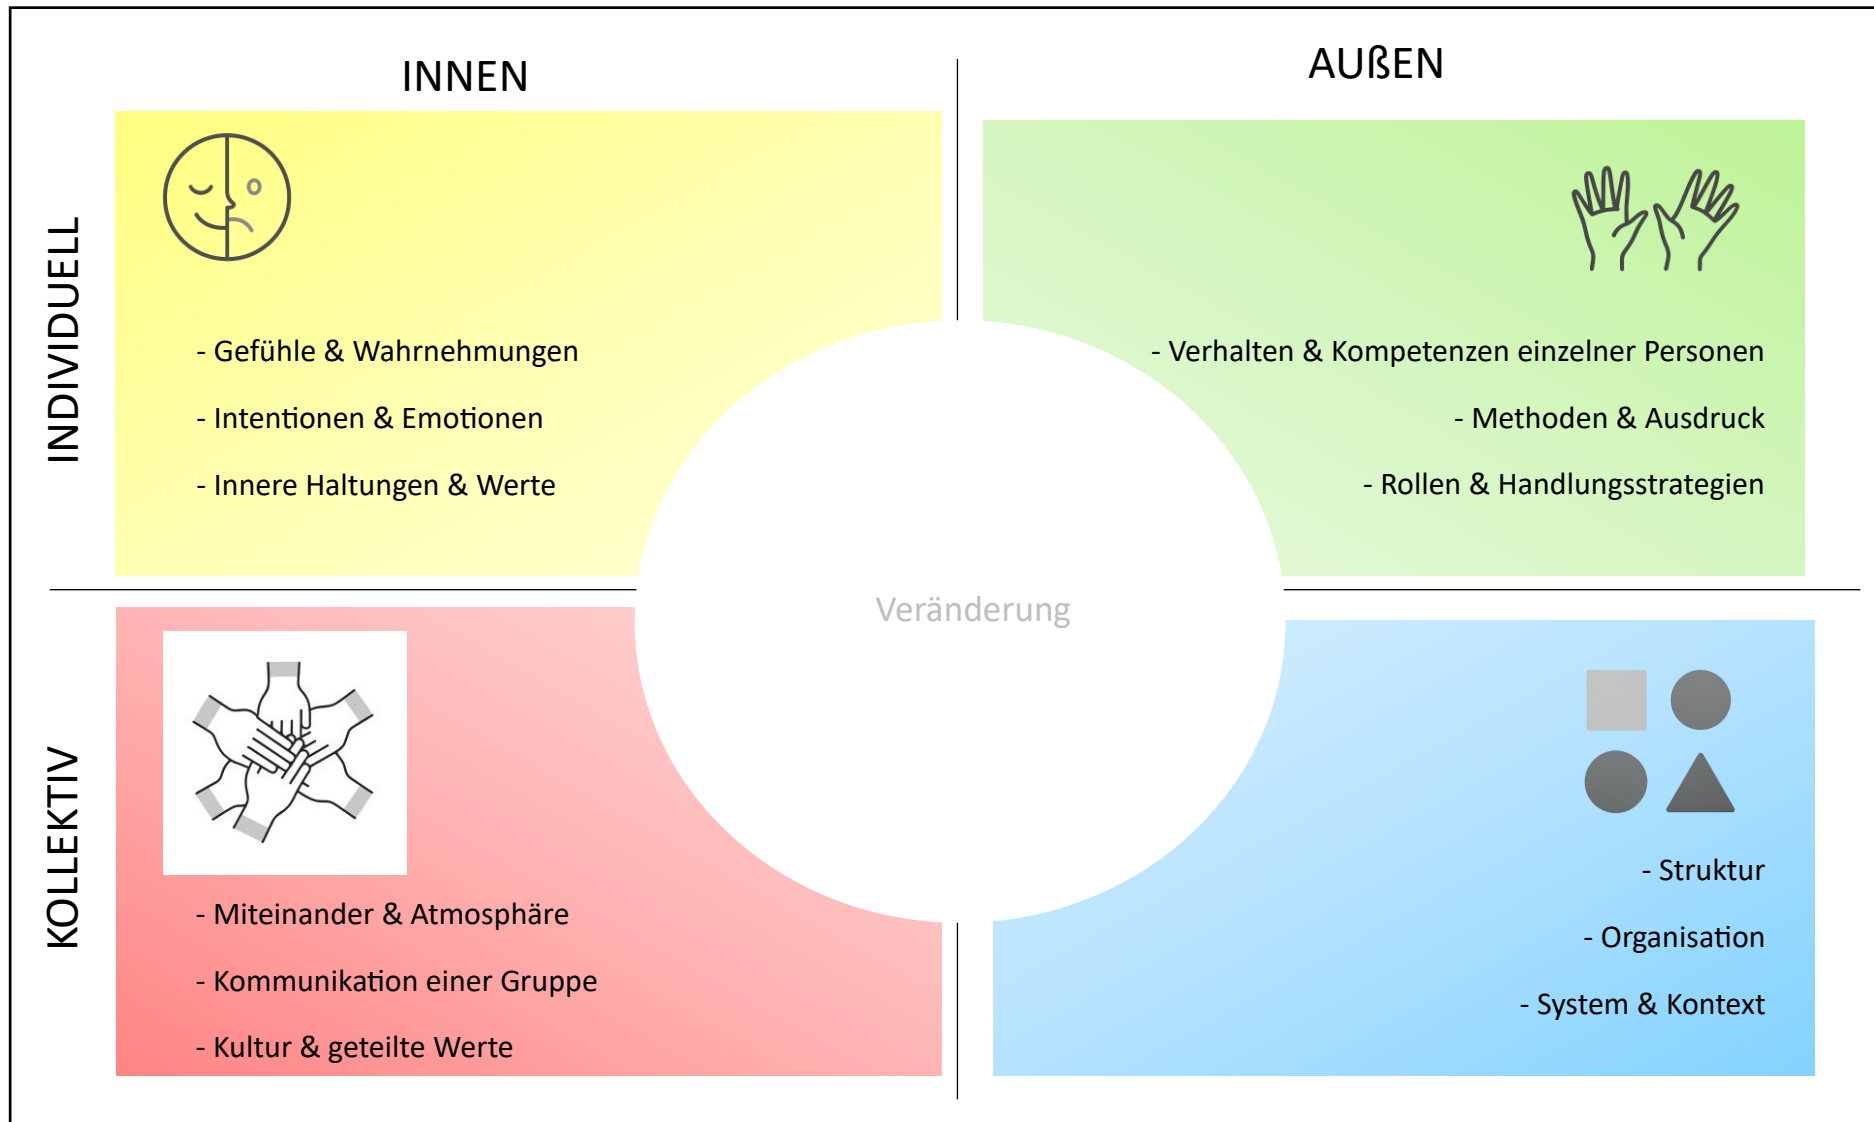 INNEN
AUßEN
INDIVIDUELL
- Gefühle & Wahrnehmungen
- Intentionen & Emotionen
- Innere Haltungen & Werte
- Verhalten & Kompetenzen einzelner Personen
- Methoden & Ausdruck
- Rollen & Handlungsstrategien
Veränderung
KOLLEKTIV
- Miteinander & Atmosphäre
- Kommunikation einer Gruppe
- Kultur & geteilte Werte
- Struktur
- Organisation
- System & Kontext